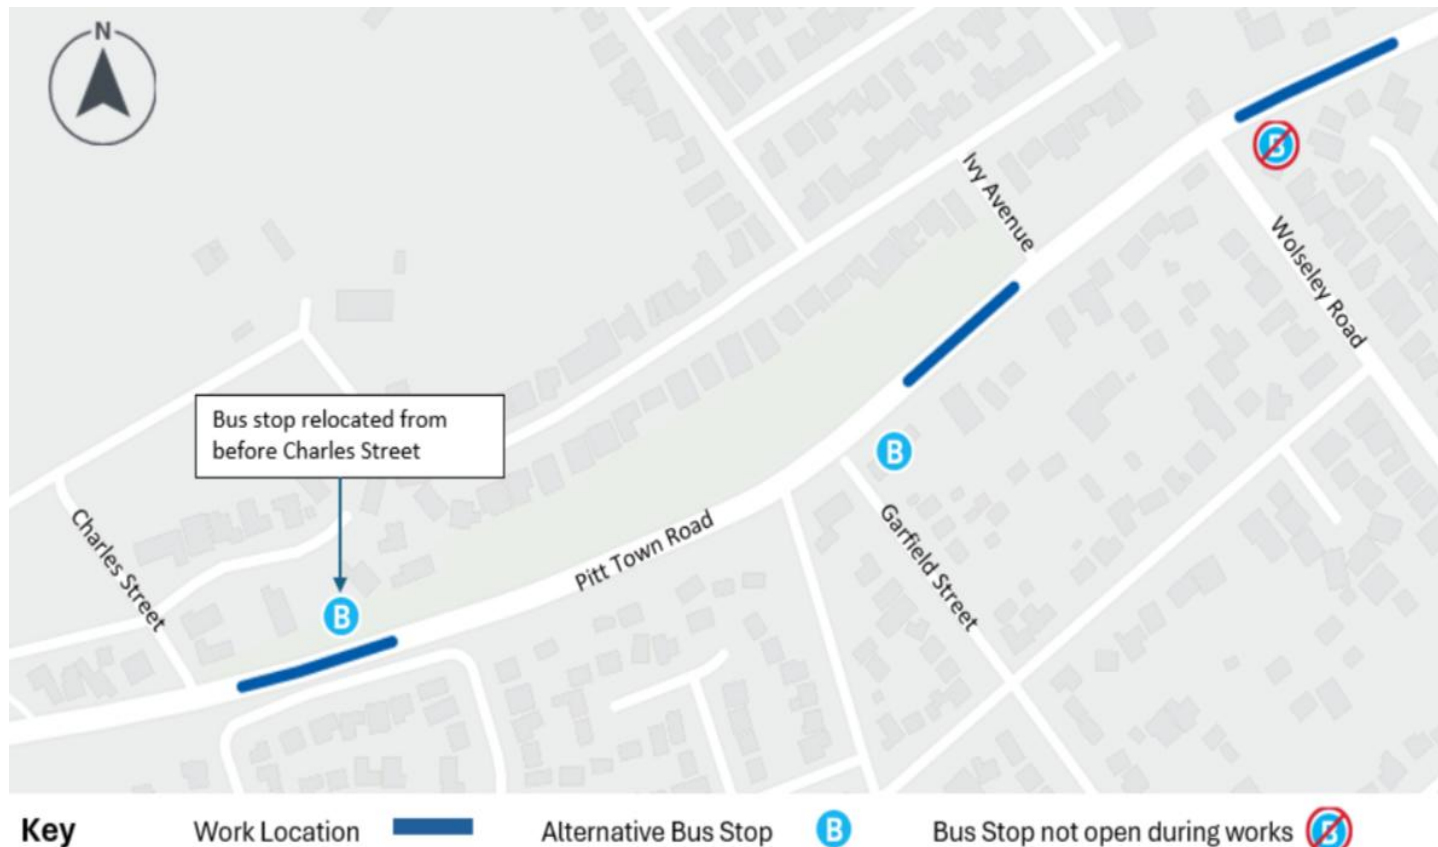 N
Ivy Avenue
Wolseley Road
Bus stop relocated from
before Charles Street
B
B
B
Charles Street
Garfield Street
Pitt Town Road
B
Key
Work Location
Alternative Bus Stop
B
Bus Stop not open during works
B